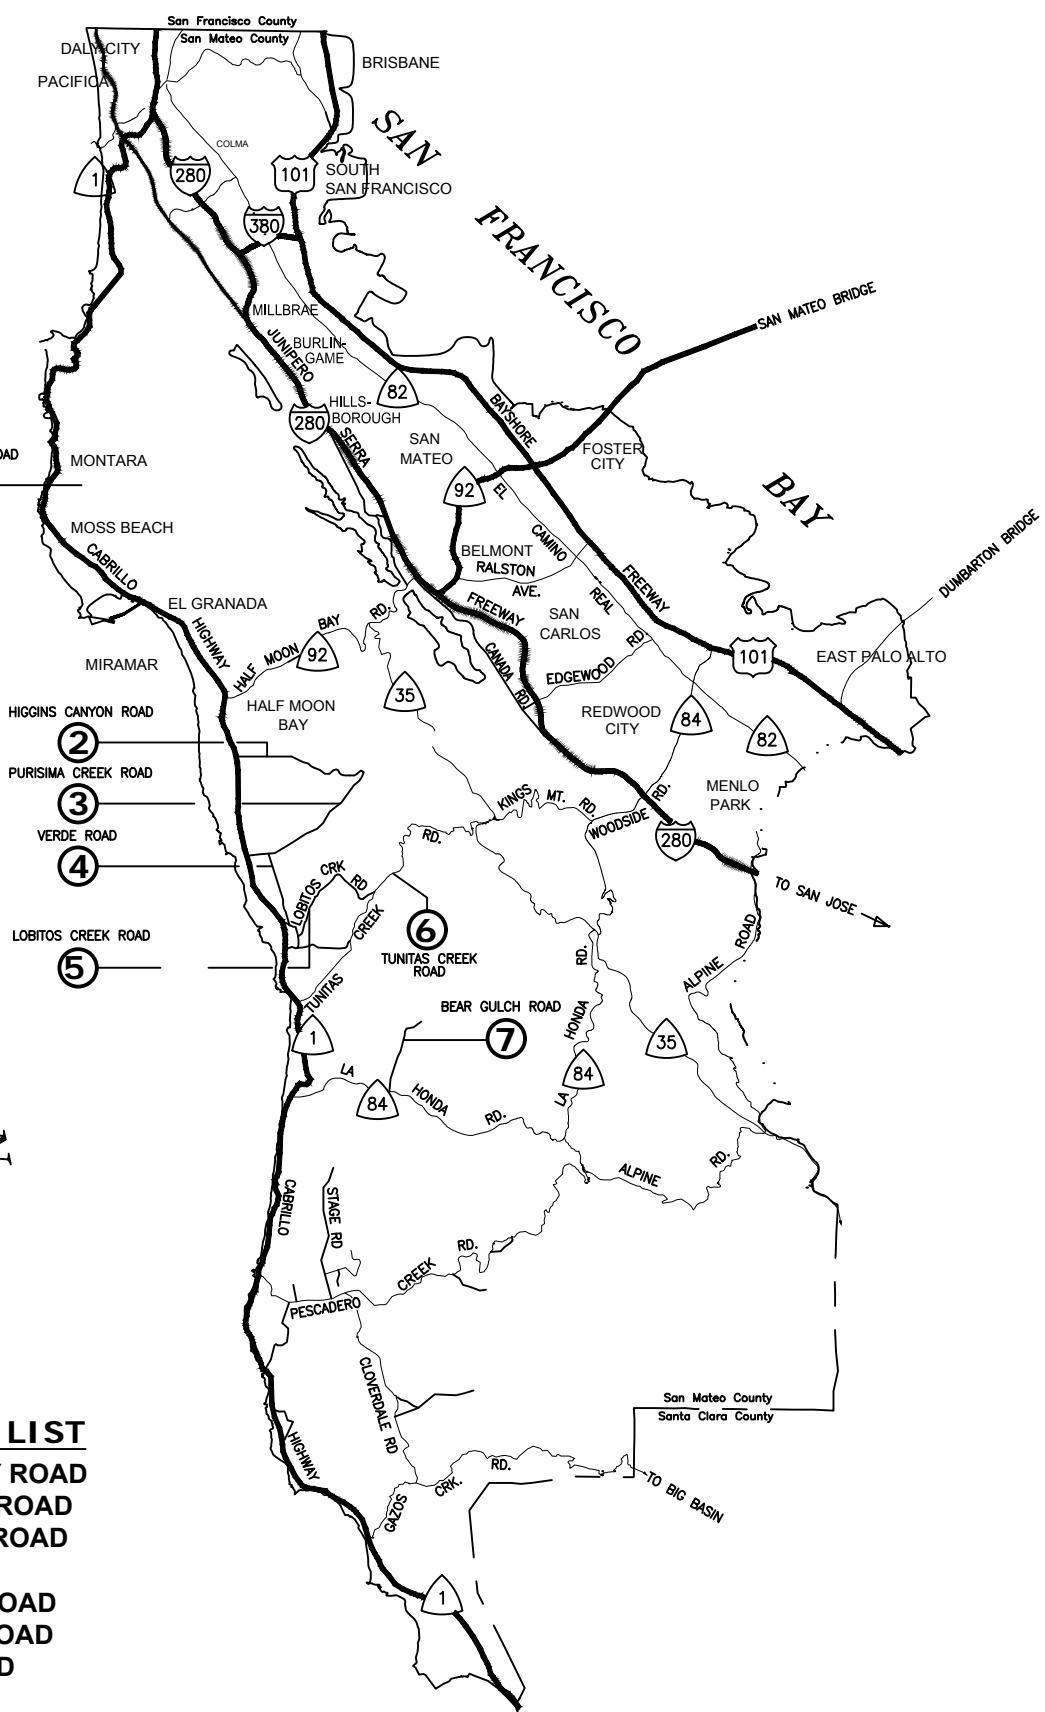 San Francisco County
San Mateo County
DALY CITY
PACIFICA
BRISBANE
COLMA
SAN
FRANCISCO
BAY
1
280
101
SOUTH
SAN FRANCISCO
380
SAN MATEO BRIDGE
MILLBRAE
JUNIPERO
BURLIN-
GAME
82
280
HILLS-
BOROUGH
SERRA
BAYSHORE
SAN
MATEO
FOSTER
CITY
OAD
MONTARA
92
EL
MOSS BEACH
CABRILLO
CAMINO
BELMONT
RALSTON
AVE.
FREEWAY
DUMBARTON BRIDGE
REAL
EL GRANADA
HIGHWAY
HALF MOON BAY RD.
92
FREEWAY
SAN
CARLOS
RD.
101
EAST PALO ALTO
MIRAMAR
35
CANADA RD.
EDGEWOOD
HALF MOON
BAY
REDWOOD
CITY
84
82
HIGGINS CANYON ROAD
2
PURISIMA CREEK ROAD
3
MENLO
PARK
KINGS MT. RD.
WOODSIDE RD.
280
VERDE ROAD
4
RD.
LOBITOS CRK RD
TO SAN JOSE
CREEK
6
TUNITAS CREEK
ROAD
LOBITOS CREEK ROAD
5
RD.
ALPINE ROAD
TUNITAS
BEAR GULCH ROAD
7
HONDA
1
35
LA
84
84
HONDA
RD.
LA
N
ALPINE
RD.
CABRILLO
STAGE RD
RD.
CREEK
PESCADERO
CLOVERDALE RD
San Mateo County
Santa Clara County
LIST
HIGHWAY
Y ROAD
ROAD
ROAD
GAZOS
CRK.
RD.
TO BIG BASIN
OAD
OAD
D
1